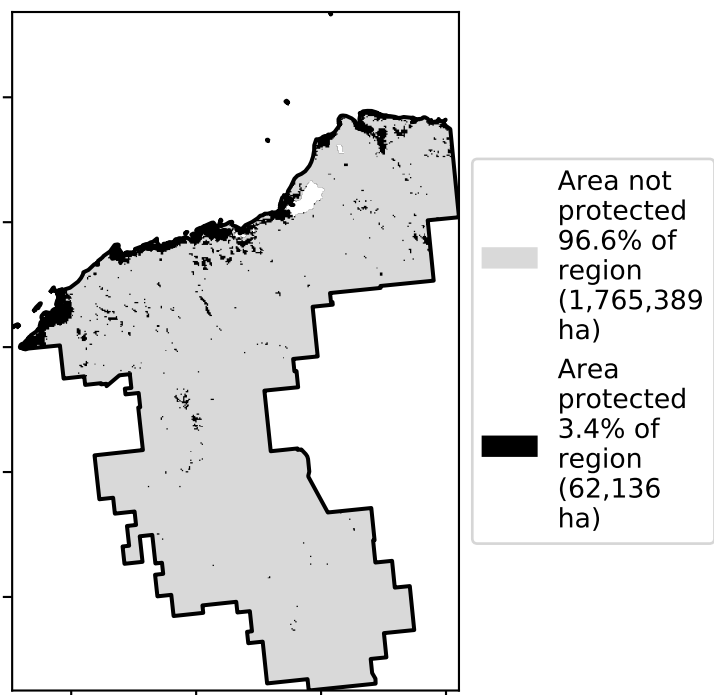 Area not
protected
96.6% of
region
(1,765,389
ha)
Area
protected
3.4% of
region
(62,136
ha)